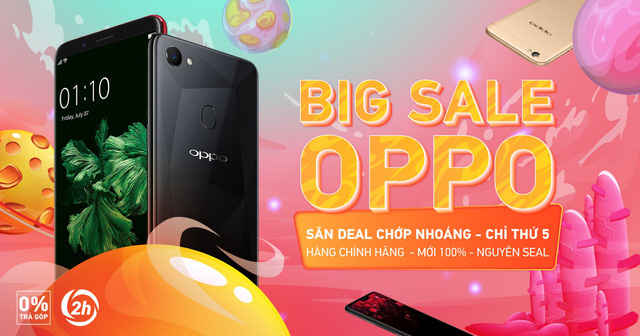 01:10
Friday, July 07
oppo
oppo
BIG SALE
OPPO
SĂN DEAL CHỚP NHOÁNG - CHỈ THỨ 5
HÀNG CHÍNH HÃNG - MỚI 100% - NGUYÊN SEAL
0%
TRẢ GÓP
2h